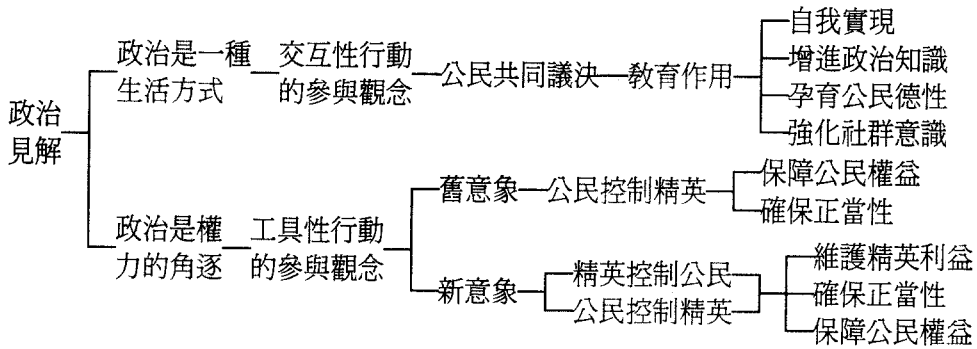 政治
見解
政治是一種
生活方式
交互性行動
的參與觀念
公民共同議決
教育作用
自我實現
增進政治知識
孕育公民德性
強化社群意識
政治是權
力的角逐
工具性行動
的參與觀念
舊意象
公民控制精英
保障公民權益
確保正當性
新意象
精英控制公民
公民控制精英
維護精英利益
確保正當性
保障公民權益